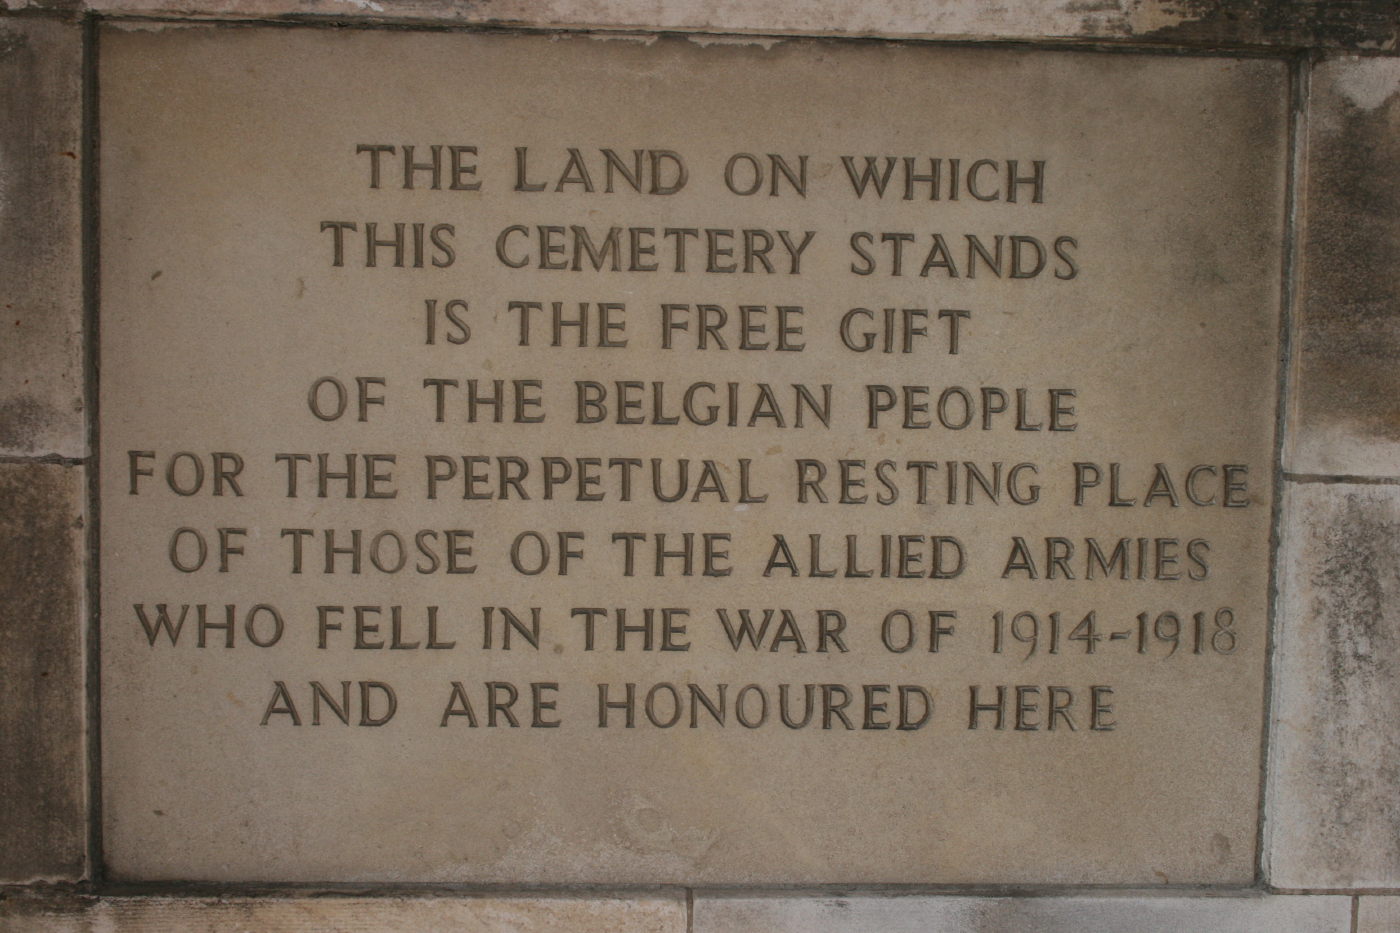 THE LAND ON WHICH
THIS CEMETERY STANDS
IS THE FREE GIFT
OF THE BELGIAN PEOPLE
FOR THE PERPETUAL RESTING PLACE
OF THOSE OF THE ALLIED ARMIES
WHO FELL IN THE WAR OF 1914-1918
AND ARE HONOURED HERE